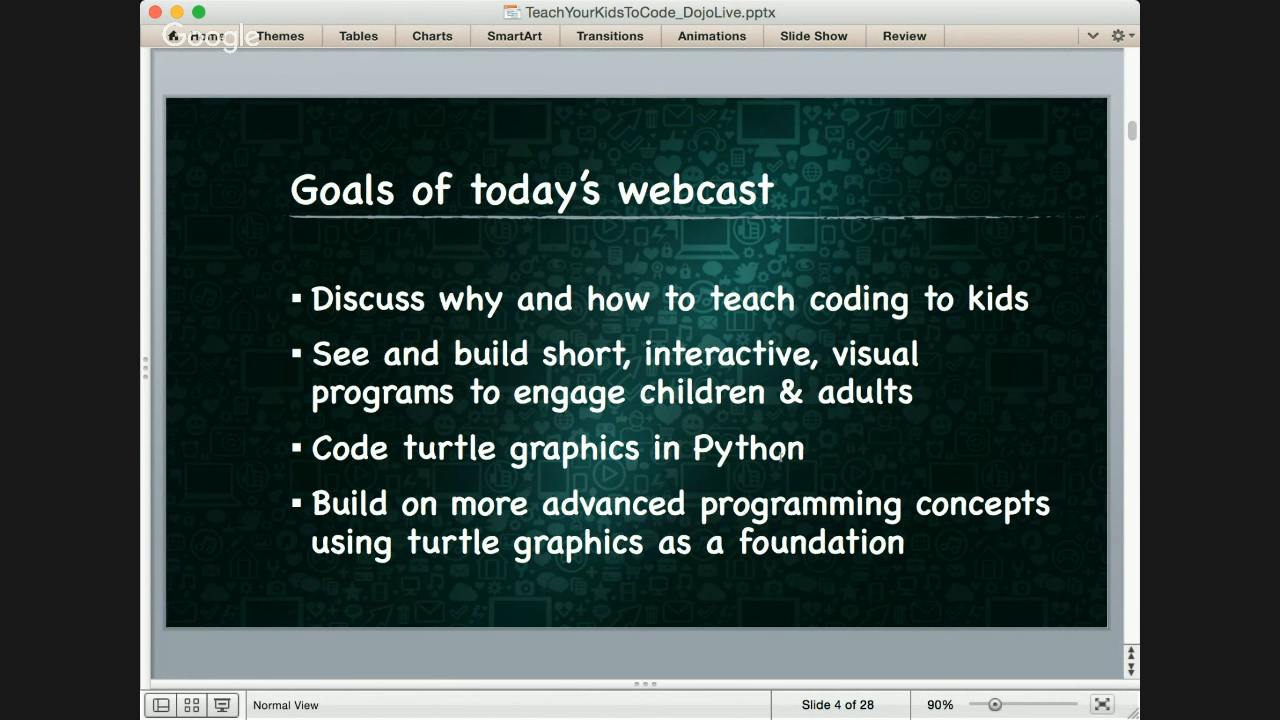 TeachYourKidsToCode_DojoLive.pptx
Google
Home Themes Tables Charts SmartArt Transitions Animations Slide Show Review
Goals of today's webcast
▪ Discuss why and how to teach coding to kids
▪ See and build short, interactive, visual
programs to engage children & adults
▪ Code turtle graphics in Python
▪ Build on more advanced programming concepts
using turtle graphics as a foundation
Normal View Slide 4 of 28 90%